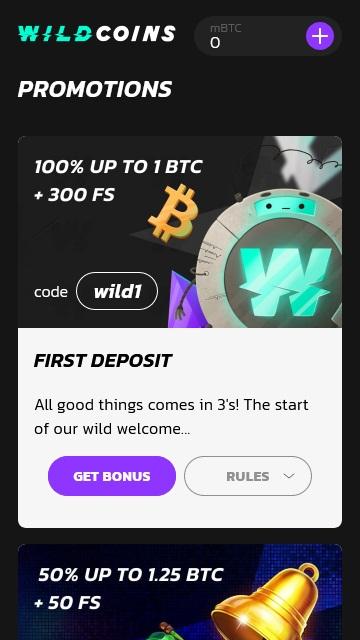 WILDCOINS
mBTC
0
PROMOTIONS
100% UP TO 1 BTC
+ 300 FS
code wild1
FIRST DEPOSIT
All good things comes in 3's! The start
of our wild welcome...
GET BONUS
RULES
50% UP TO 1.25 BTC
+ 50 FS